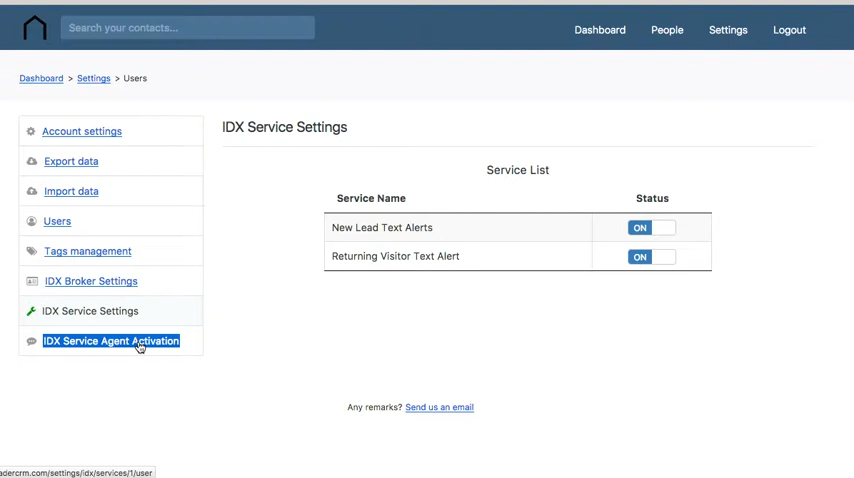 Search your contacts...
Dashboard People Settings Logout
Dashboard > Settings > Users
Account settings
Export data
Import data
Users
Tags management
IDX Broker Settings
IDX Service Settings
IDX Service Agent Activation
IDX Service Settings
Service List
Service Name Status
New Lead Text Alerts ON
Returning Visitor Text Alert ON
Any remarks? Send us an email
adercrm.com/settings/idx/services/1/user